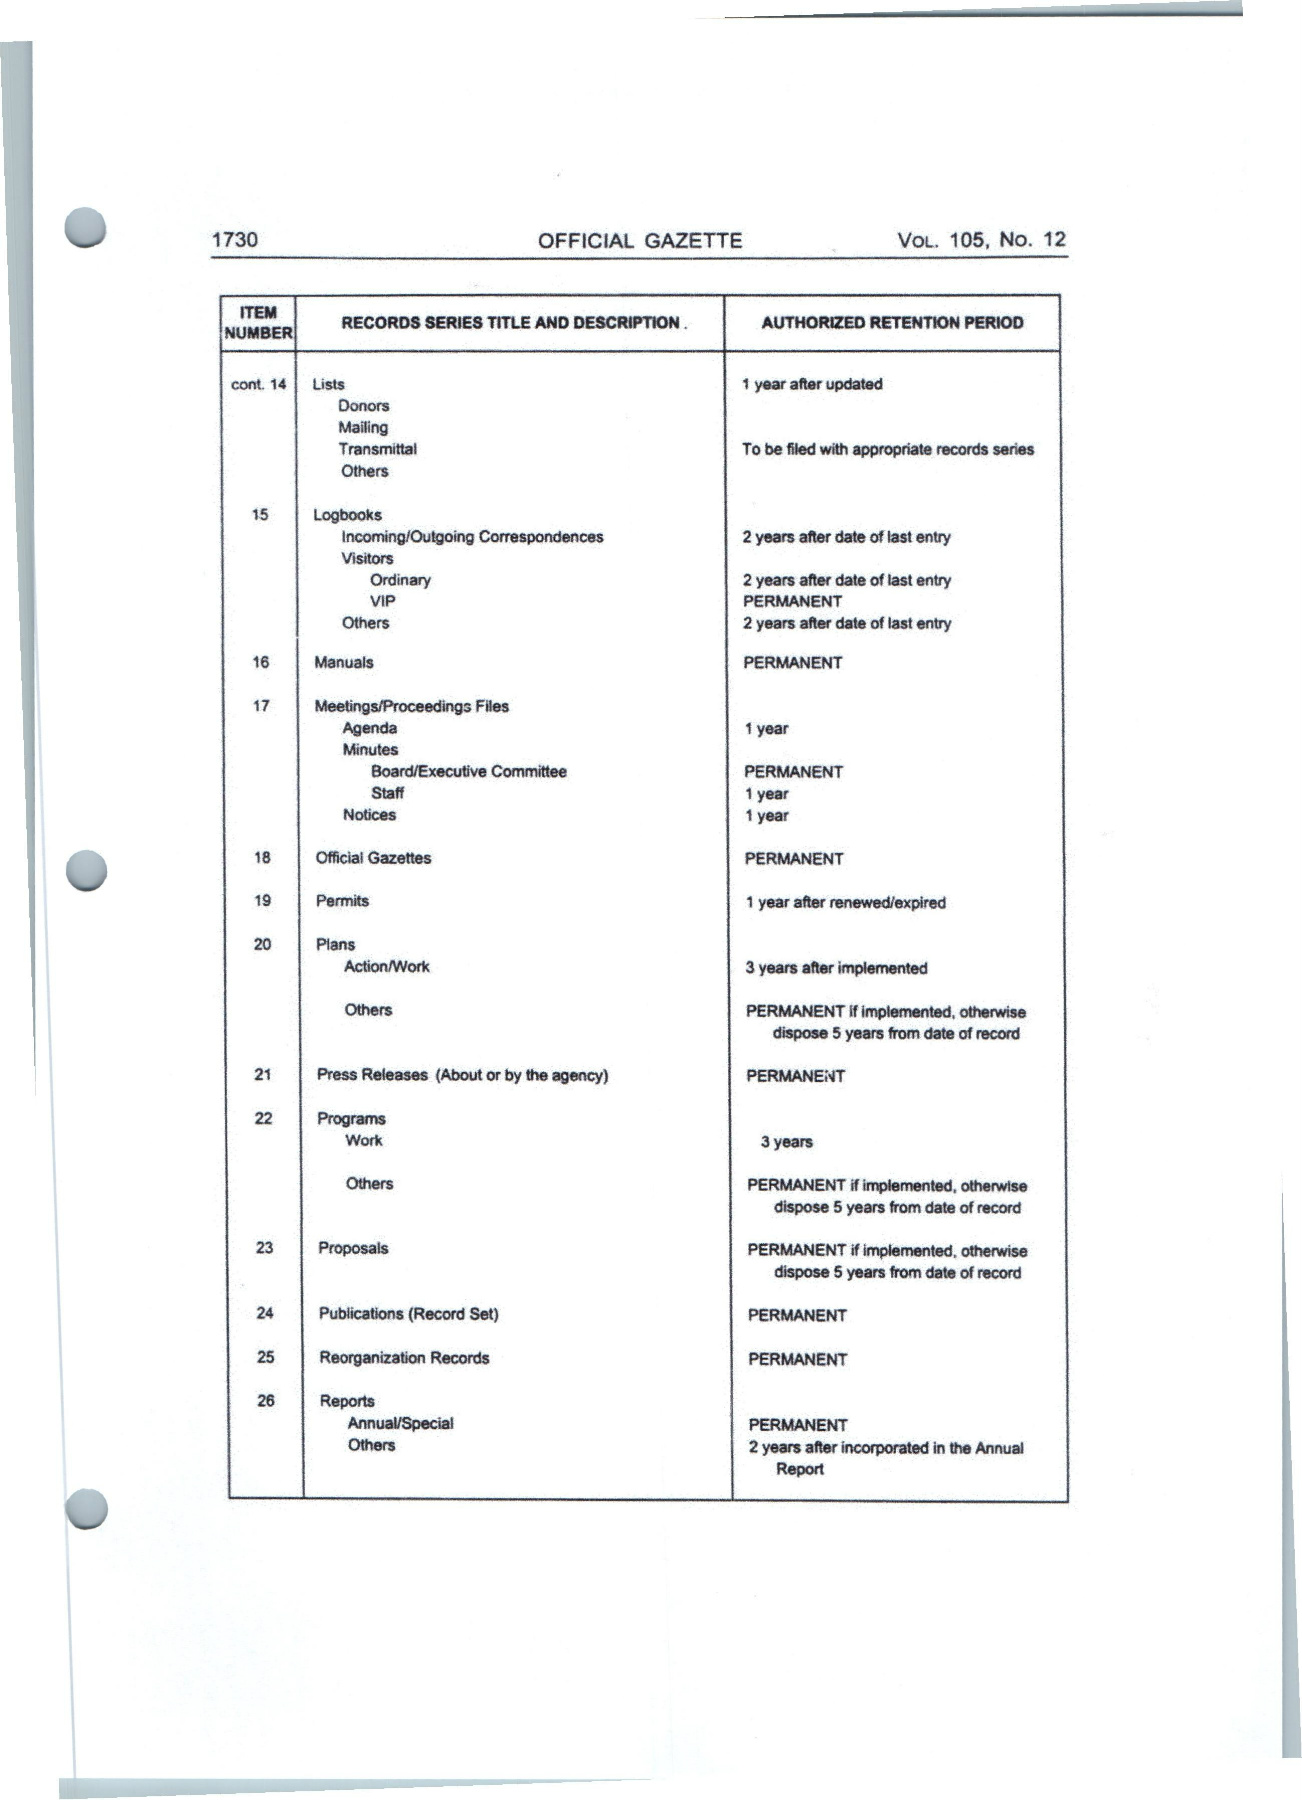 1730 OFFICIAL GAZETTE VOL. 105, No. 12
ITEM NUMBER RECORDS SERIES TITLE AND DESCRIPTION . AUTHORIZED RETENTION PERIOD
cont. 14 Lists 1 year after updated
Donors
Mailing
Transmittal To be filed with appropriate records series
Others
15 Logbooks
Incoming/Outgoing Correspondences 2 years after date of last entry
Visitors
Ordinary 2 years after date of last entry
VIP PERMANENT
Others 2 years after date of last entry
16 Manuals PERMANENT
17 Meetings/Proceedings Files
Agenda 1 year
Minutes
Board/Executive Committee PERMANENT
Staff 1 year
Notices 1 year
18 Official Gazettes PERMANENT
19 Permits 1 year after renewed/expired
20 Plans
Action/Work 3 years after implemented
Others PERMANENT if implemented, otherwise
dispose 5 years from date of record
21 Press Releases (About or by the agency) PERMANENT
22 Programs
Work 3 years
Others PERMANENT if implemented, otherwise
dispose 5 years from date of record
23 Proposals PERMANENT if implemented, otherwise
dispose 5 years from date of record
24 Publications (Record Set) PERMANENT
25 Reorganization Records PERMANENT
26 Reports
Annual/Special PERMANENT
Others 2 years after incorporated in the Annual
Report